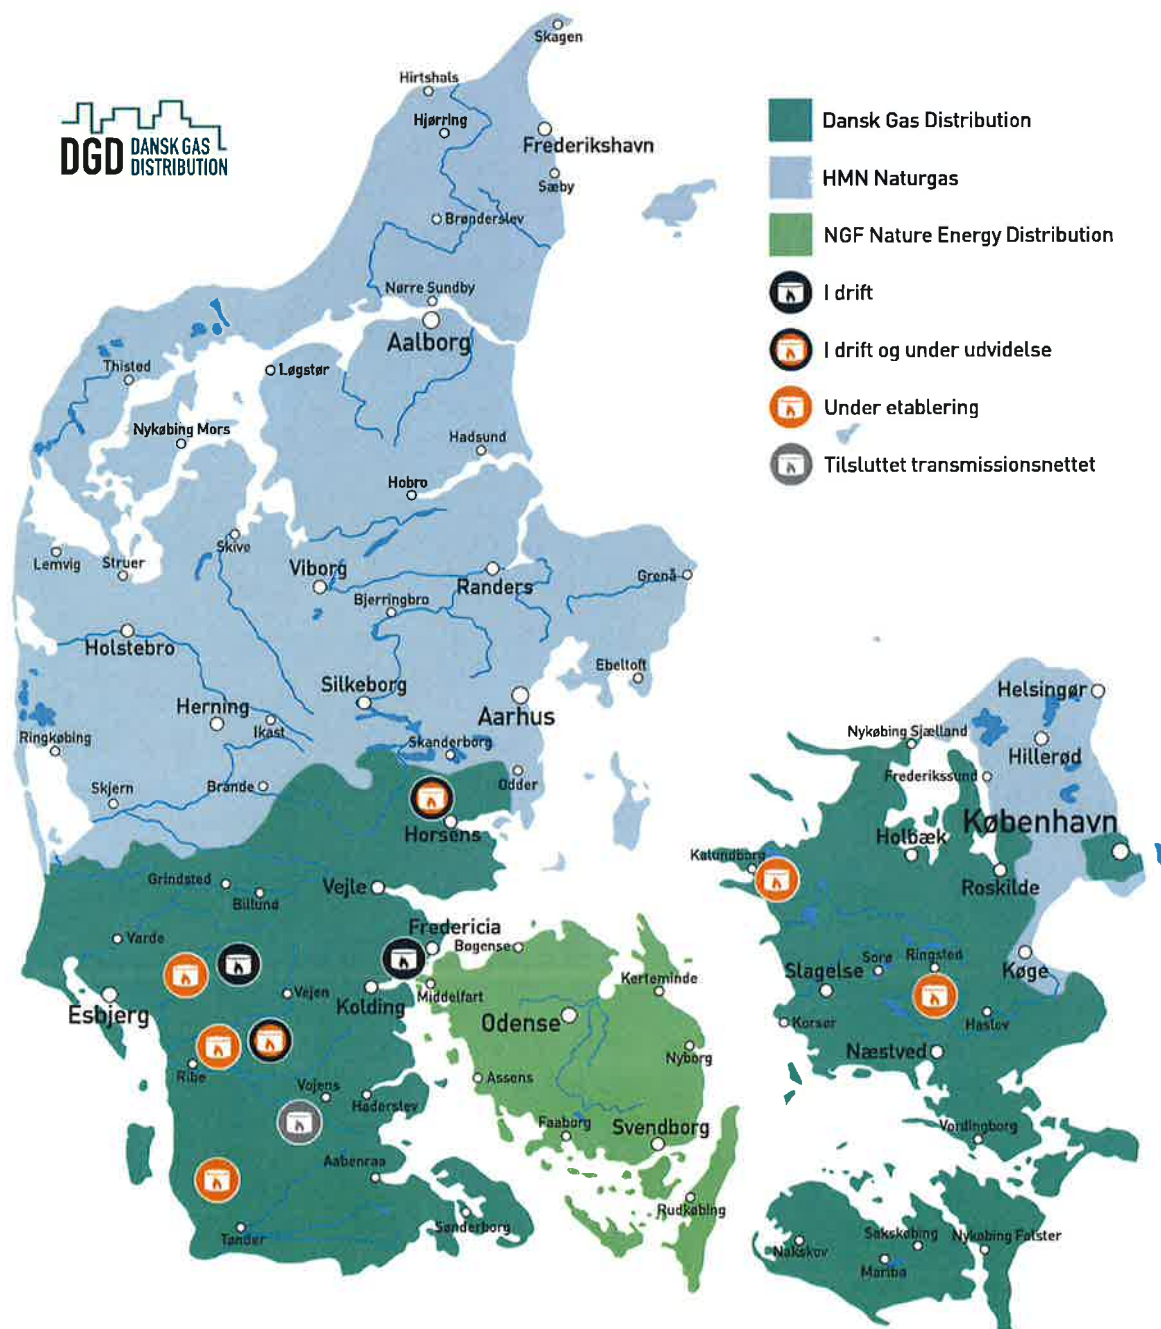 Skagen
Hirtshals
Hjørring
Frederikshavn
Sæby
DGD DANSK GAS
DISTRIBUTION
Brønderslev
Nørre Sundby
Aalborg
Thisted
Løgstør
Nykøbing Mors
Hadsund
Hobro
Dansk Gas Distribution
HMN Naturgas
NGF Nature Energy Distribution
I drift
I drift og under udvidelse
Under etablering
Tilsluttet transmissionsnettet
Skive
Lemvig
Struer
Viborg
Randers
Grenå
Bjerringbro
Holstebro
Ebeltoft
Silkeborg
Herning
Aarhus
Ikast
Ringkøbing
Skanderborg
Skjern
Brande
Odder
Horsens
Helsingør
Nykøbing Sjælland
Hillerød
Frederikssund
København
Holbæk
Kalundborg
Roskilde
Grindsted
Vejle
Billund
Fredericia
Varde
Bogense
Vejen
Kolding
Middelfart
Kerteminde
Esbjerg
Odense
Slagelse
Sorø
Ringsted
Køge
Korsør
Haslev
Næstved
Nyborg
Ribe
Vojens
Haderslev
Assens
Faaborg
Svendborg
Vordingborg
Aabenraa
Rudkøbing
Tønder
Sønderborg
Nakskov
Sakskøbing
Nykøbing Falster
Maribo